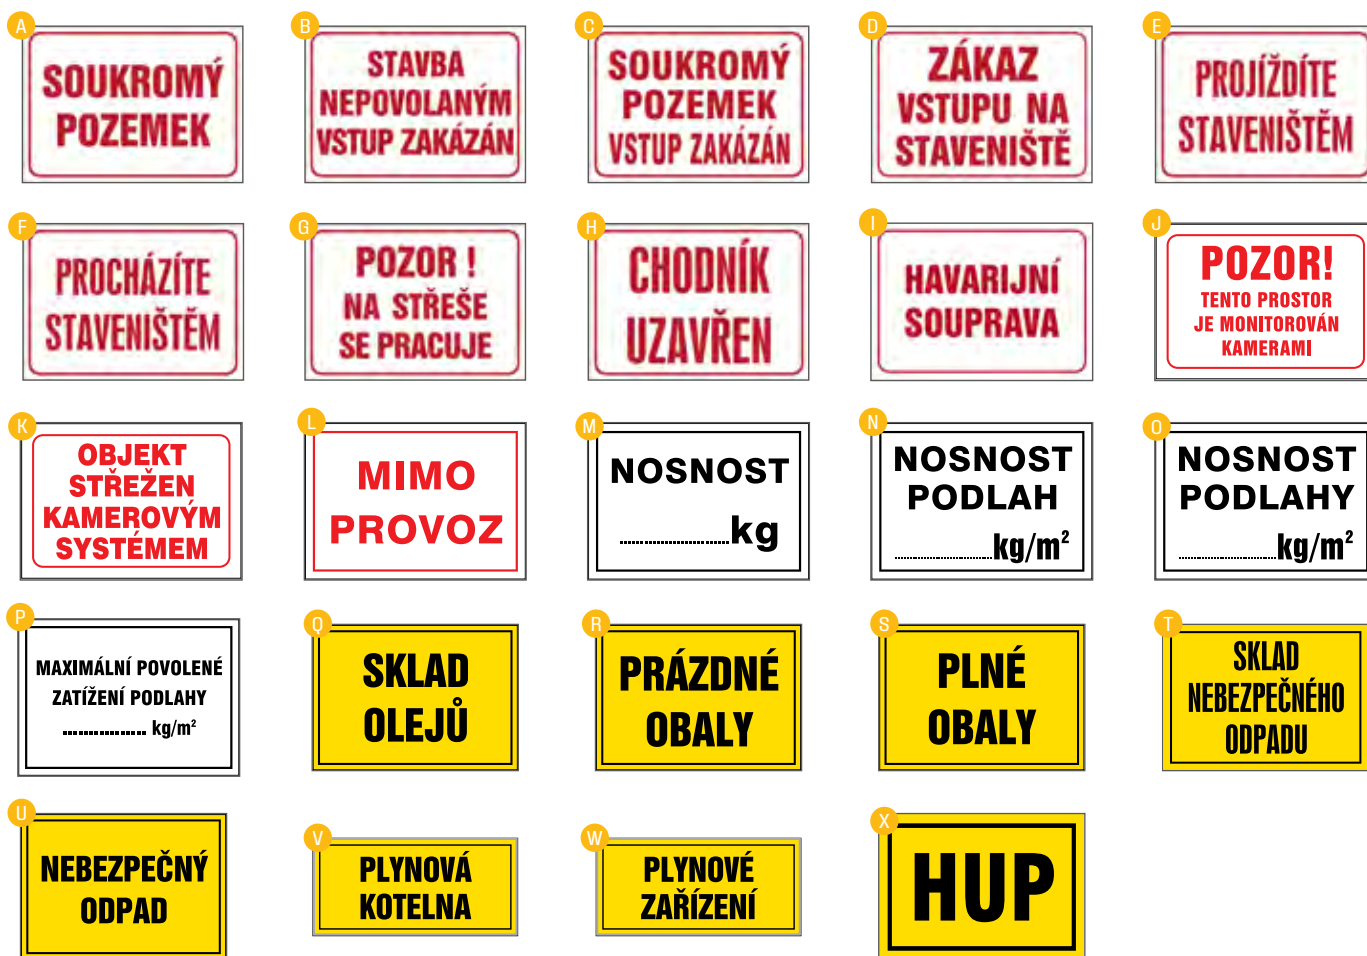 A
SOUKROMÝ
POZEMEK
B
STAVBA
NEPOVOLANÝM
VSTUP ZAKÁZÁN
C
SOUKROMÝ
POZEMEK
VSTUP ZAKÁZÁN
D
ZÁKAZ
VSTUPU NA
STAVENIŠTĚ
E
PROJÍŽDÍTE
STAVENIŠTĚM
F
PROCHÁZÍTE
STAVENIŠTĚM
G
POZOR !
NA STŘEŠE
SE PRACUJE
H
CHODNÍK
UZAVŘEN
I
HAVARIJNÍ
SOUPRAVA
J
POZOR!
TENTO PROSTOR
JE MONITOROVÁN
KAMERAMI
K
OBJEKT
STŘEŽEN
KAMEROVÝM
SYSTÉMEM
L
MIMO
PROVOZ
M
NOSNOST
....................kg
N
NOSNOST
PODLAH
....................kg/m²
O
NOSNOST
PODLAHY
....................kg/m²
P
MAXIMÁLNÍ POVOLENÉ
ZATÍŽENÍ PODLAHY
................ kg/m²
Q
SKLAD
OLEJŮ
R
PRÁZDNÉ
OBALY
S
PLNÉ
OBALY
T
SKLAD
NEBEZPEČNÉHO
ODPADU
U
NEBEZPEČNÝ
ODPAD
V
PLYNOVÁ
KOTELNA
W
PLYNOVÉ
ZAŘÍZENÍ
X
HUP